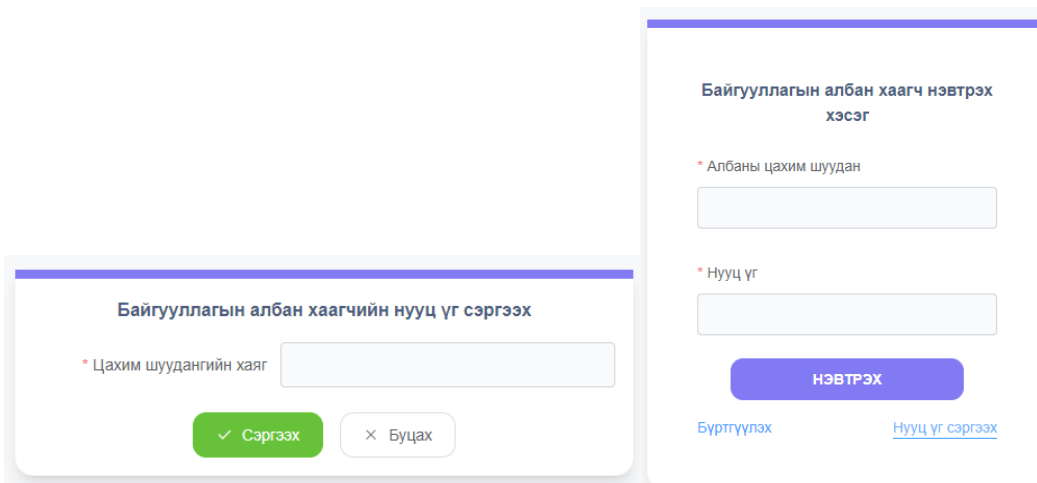 Байгууллагын албан хаагчийн нууц үг сэргээх
* Цахим шуудангийн хаяг
Сэргээх
Буцах
Байгууллагын албан хаагч нэвтрэх
хэсэг
* Албаны цахим шуудан
* Нууц үг
НЭВТРЭХ
Бүртгүүлэх
Нууц үг сэргээх